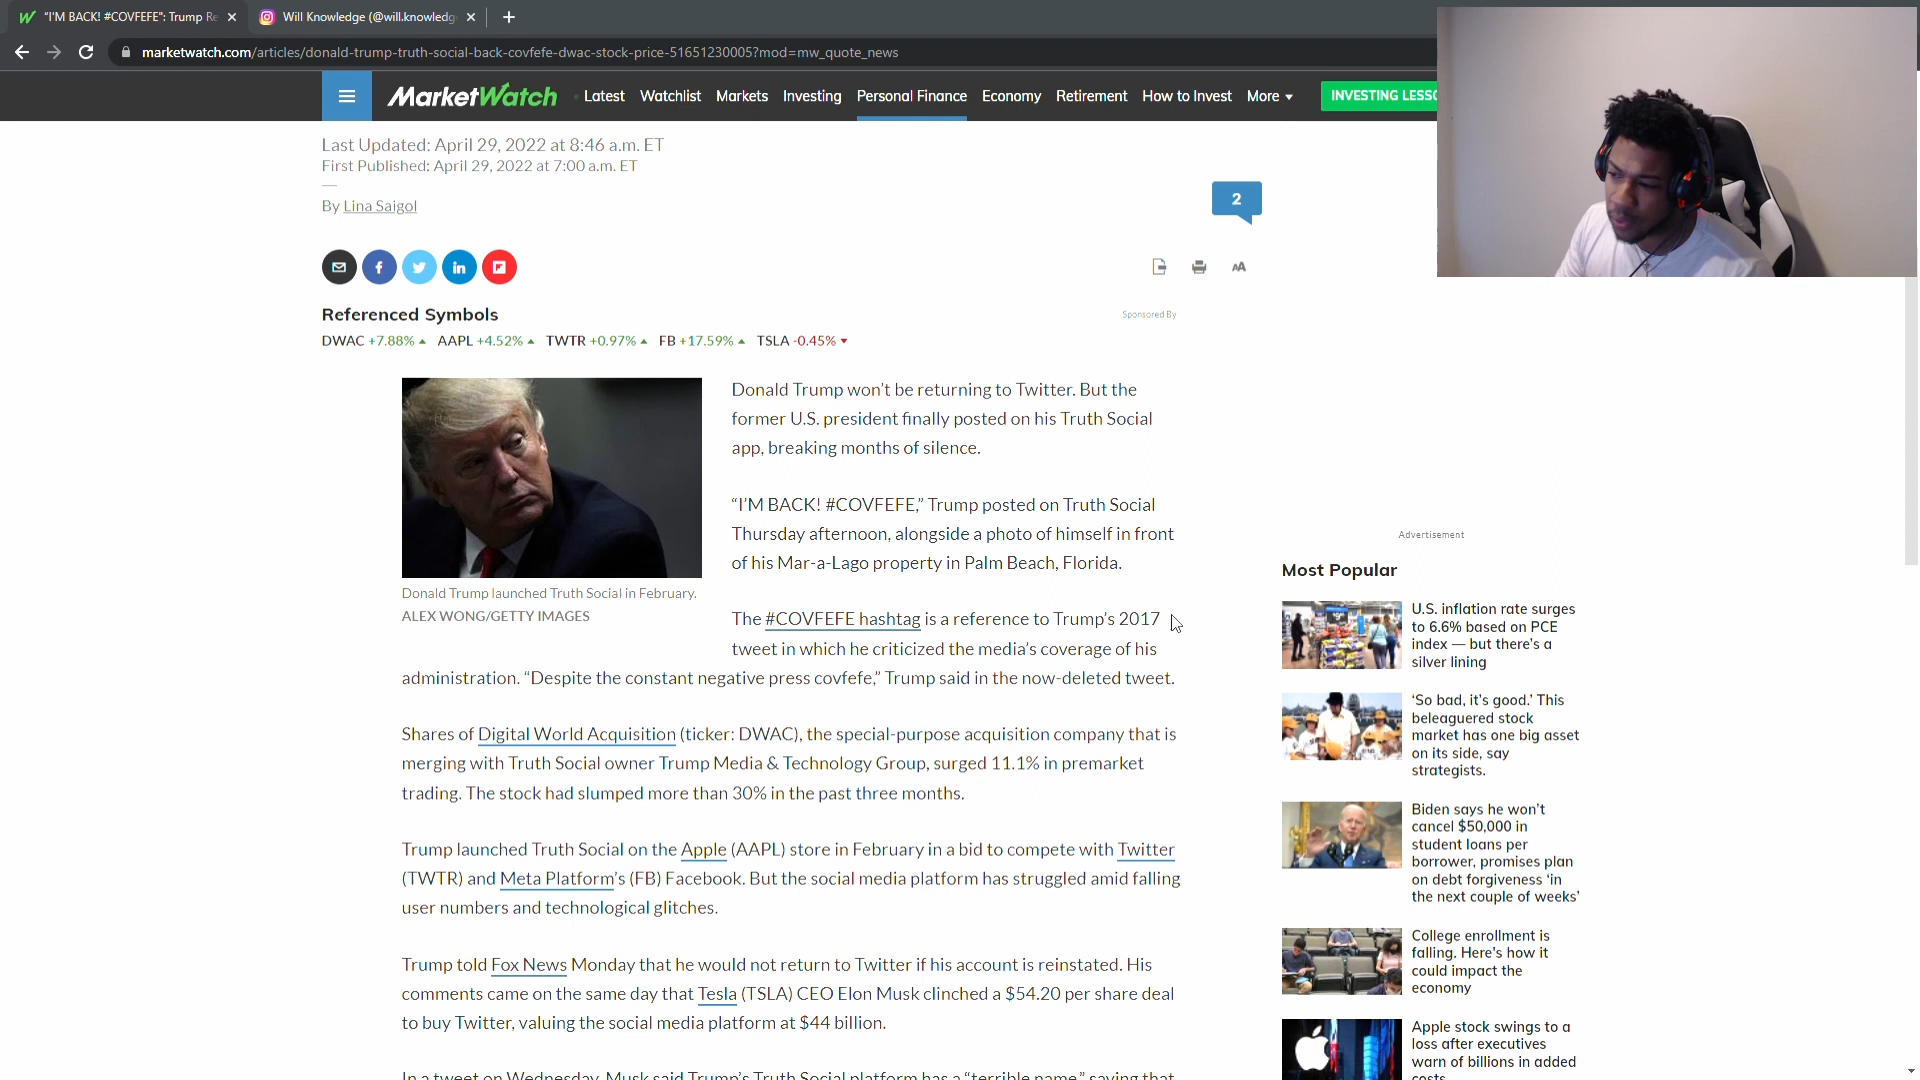 "I'M BACK! #COVFEFE": Trump Re
Will Knowledge (@will.knowledg
marketwatch.com/articles/donald-trump-truth-social-back-covfefe-dwac-stock-price-51651230005?mod=mw_quote_news
MarketWatch
Latest Watchlist Markets Investing Personal Finance Economy Retirement How to Invest More
INVESTING LESSO
Last Updated: April 29, 2022 at 8:46 a.m. ET
First Published: April 29, 2022 at 7:00 a.m. ET
By Lina Saigol
2
AA
Referenced Symbols
Sponsored By
DWAC +7.88% AAPL +4.52% TWTR +0.97% FB +17.59% TSLA -0.45%
Donald Trump launched Truth Social in February.
ALEX WONG/GETTY IMAGES
Donald Trump won't be returning to Twitter. But the
former U.S. president finally posted on his Truth Social
app, breaking months of silence.
“I'M BACK! #COVFEFE,” Trump posted on Truth Social
Thursday afternoon, alongside a photo of himself in front
of his Mar-a-Lago property in Palm Beach, Florida.
The #COVFEFE hashtag is a reference to Trump's 2017
tweet in which he criticized the media's coverage of his
administration. “Despite the constant negative press covfefe,” Trump said in the now-deleted tweet.
Shares of Digital World Acquisition (ticker: DWAC), the special-purpose acquisition company that is
merging with Truth Social owner Trump Media & Technology Group, surged 11.1% in premarket
trading. The stock had slumped more than 30% in the past three months.
Trump launched Truth Social on the Apple (AAPL) store in February in a bid to compete with Twitter
(TWTR) and Meta Platform's (FB) Facebook. But the social media platform has struggled amid falling
user numbers and technological glitches.
Trump told Fox News Monday that he would not return to Twitter if his account is reinstated. His
comments came on the same day that Tesla (TSLA) CEO Elon Musk clinched a $54.20 per share deal
to buy Twitter, valuing the social media platform at $44 billion.
In a tweet on Wednesday, Musk said Trump's Truth Social platform has a “terrible name,” saying that
Advertisement
Most Popular
U.S. inflation rate surges
to 6.6% based on PCE
index — but there's a
silver lining
‘So bad, it's good.’ This
beleaguered stock
market has one big asset
on its side, say
strategists.
Biden says he won't
cancel $50,000 in
student loans per
borrower, promises plan
on debt forgiveness ‘in
the next couple of weeks’
College enrollment is
falling. Here's how it
could impact the
economy
Apple stock swings to a
loss after executives
warn of billions in added
costs